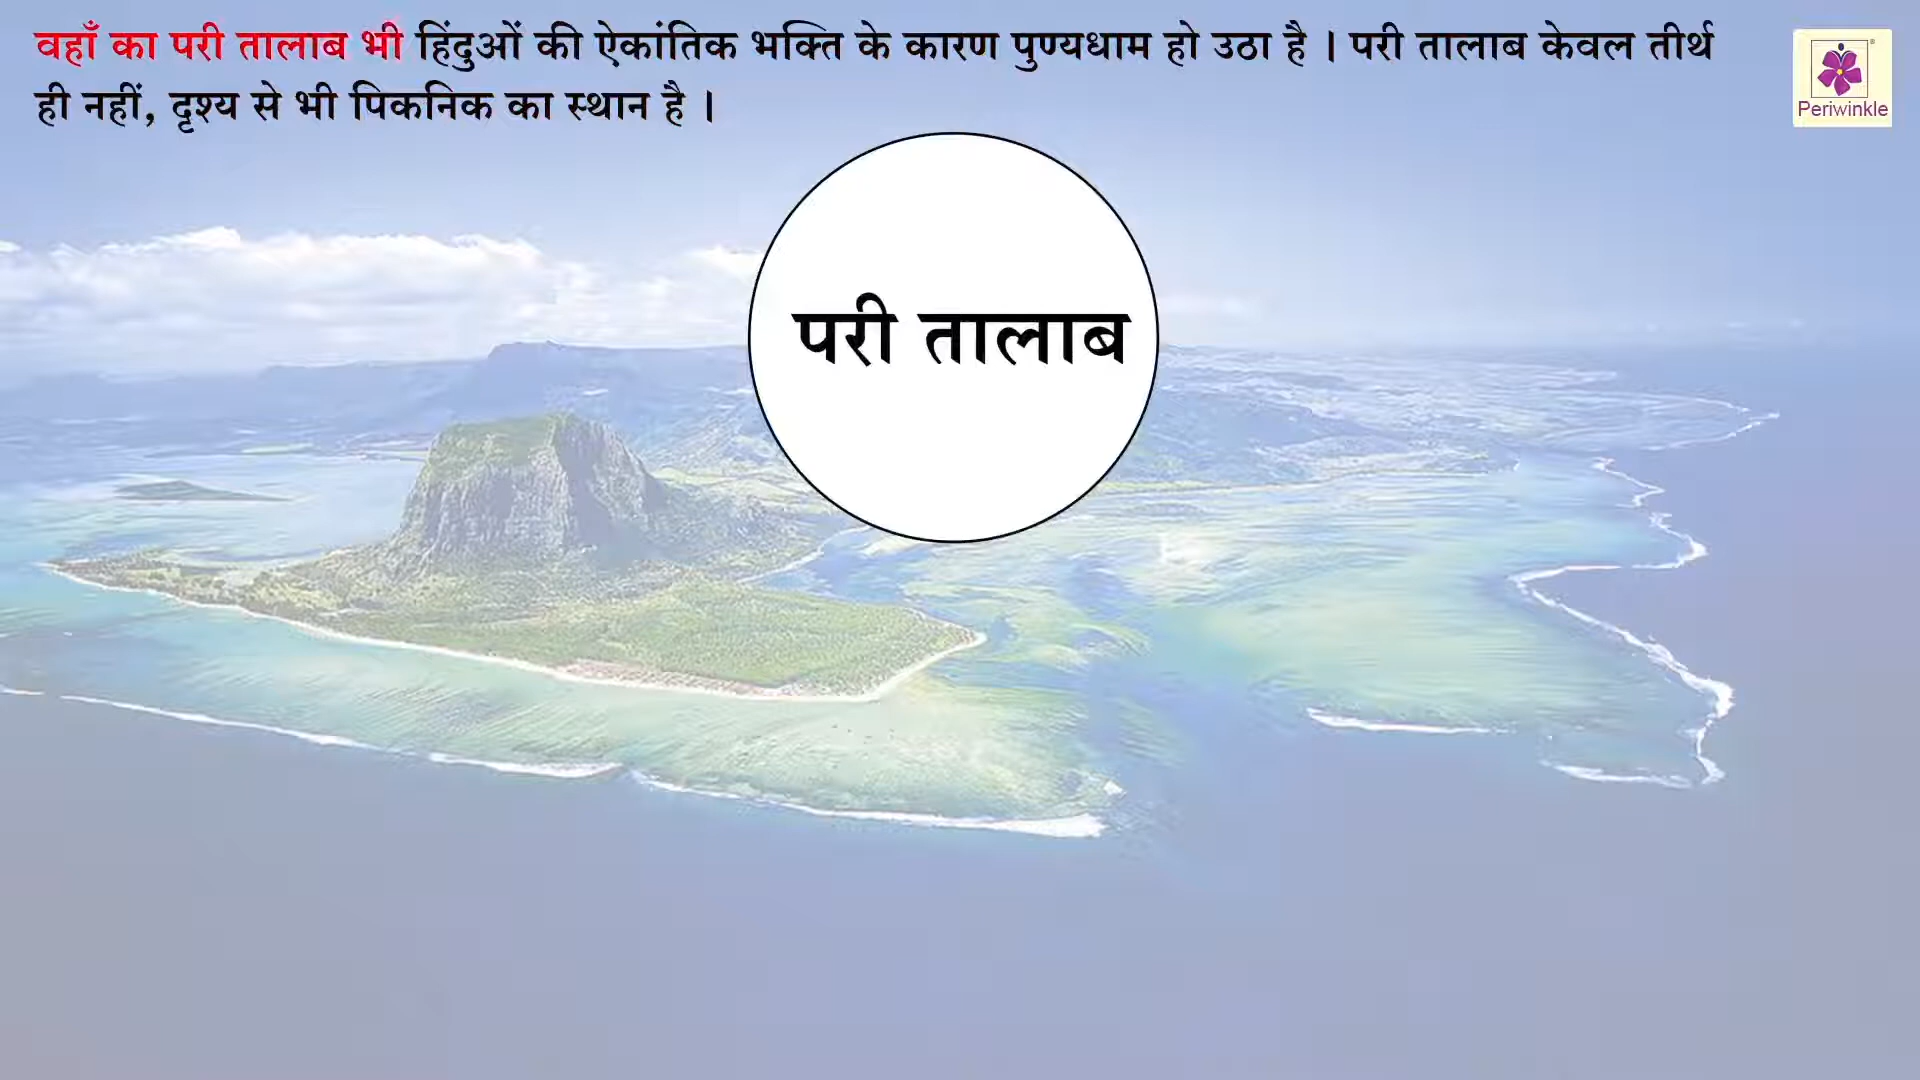 वहाँ का परी तालाब भी हिंदुओं की ऐकांतिक भक्ति के कारण पुण्यधाम हो उठा है । परी तालाब केवल तीर्थ
ही नहीं, दृश्य से भी पिकनिक का स्थान है ।
Periwinkle
परी तालाब